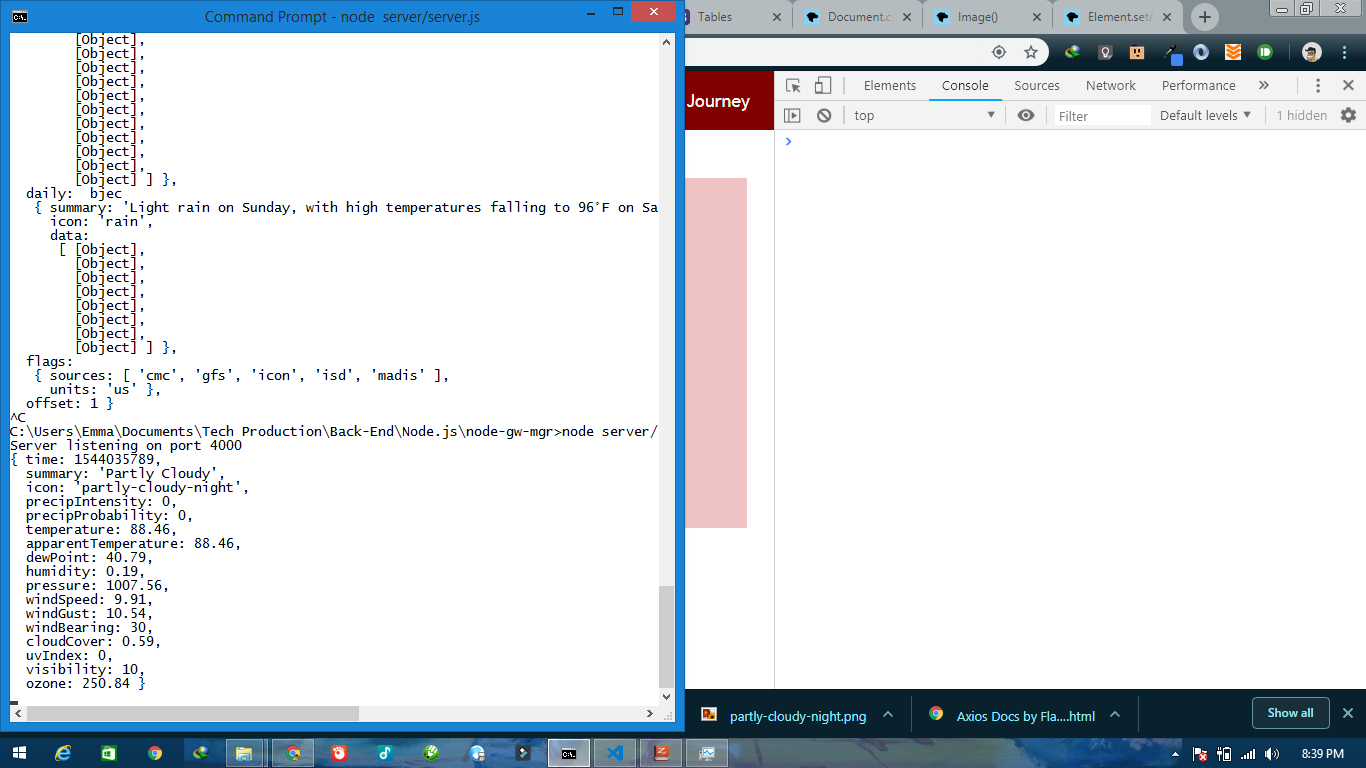 Command Prompt - node server/server.js
[Object],
[Object],
[Object],
[Object],
[Object],
[Object],
[Object],
[Object],
[Object],
[Object],
[Object] ] },
daily: bjec
{ summary: 'Light rain on Sunday, with high temperatures falling to 96°F on Sa
icon: 'rain',
data:
[ [Object],
[Object],
[Object],
[Object],
[Object],
[Object],
[Object],
[Object] ] },
flags:
{ sources: [ 'cmc', 'gfs', 'icon', 'isd', 'madis' ],
units: 'us' },
offset: 1 }
^C
C:\Users\Emma\Documents\Tech Production\Back-End\Node.js\node-gw-mgr>node server/
Server listening on port 4000
{ time: 1544035789,
summary: 'Partly Cloudy',
icon: 'partly-cloudy-night',
precipIntensity: 0,
precipProbability: 0,
temperature: 88.46,
apparentTemperature: 88.46,
dewPoint: 40.79,
humidity: 0.19,
pressure: 1007.56,
windSpeed: 9.91,
windGust: 10.54,
windBearing: 30,
cloudCover: 0.59,
uvIndex: 0,
visibility: 10,
ozone: 250.84 }
Tables Document.c Image() Element.setA
Journey
Elements Console Sources Network Performance »
top Filter Default levels 1 hidden
partly-cloudy-night.png Axios Docs by Fla....html Show all
8:39 PM